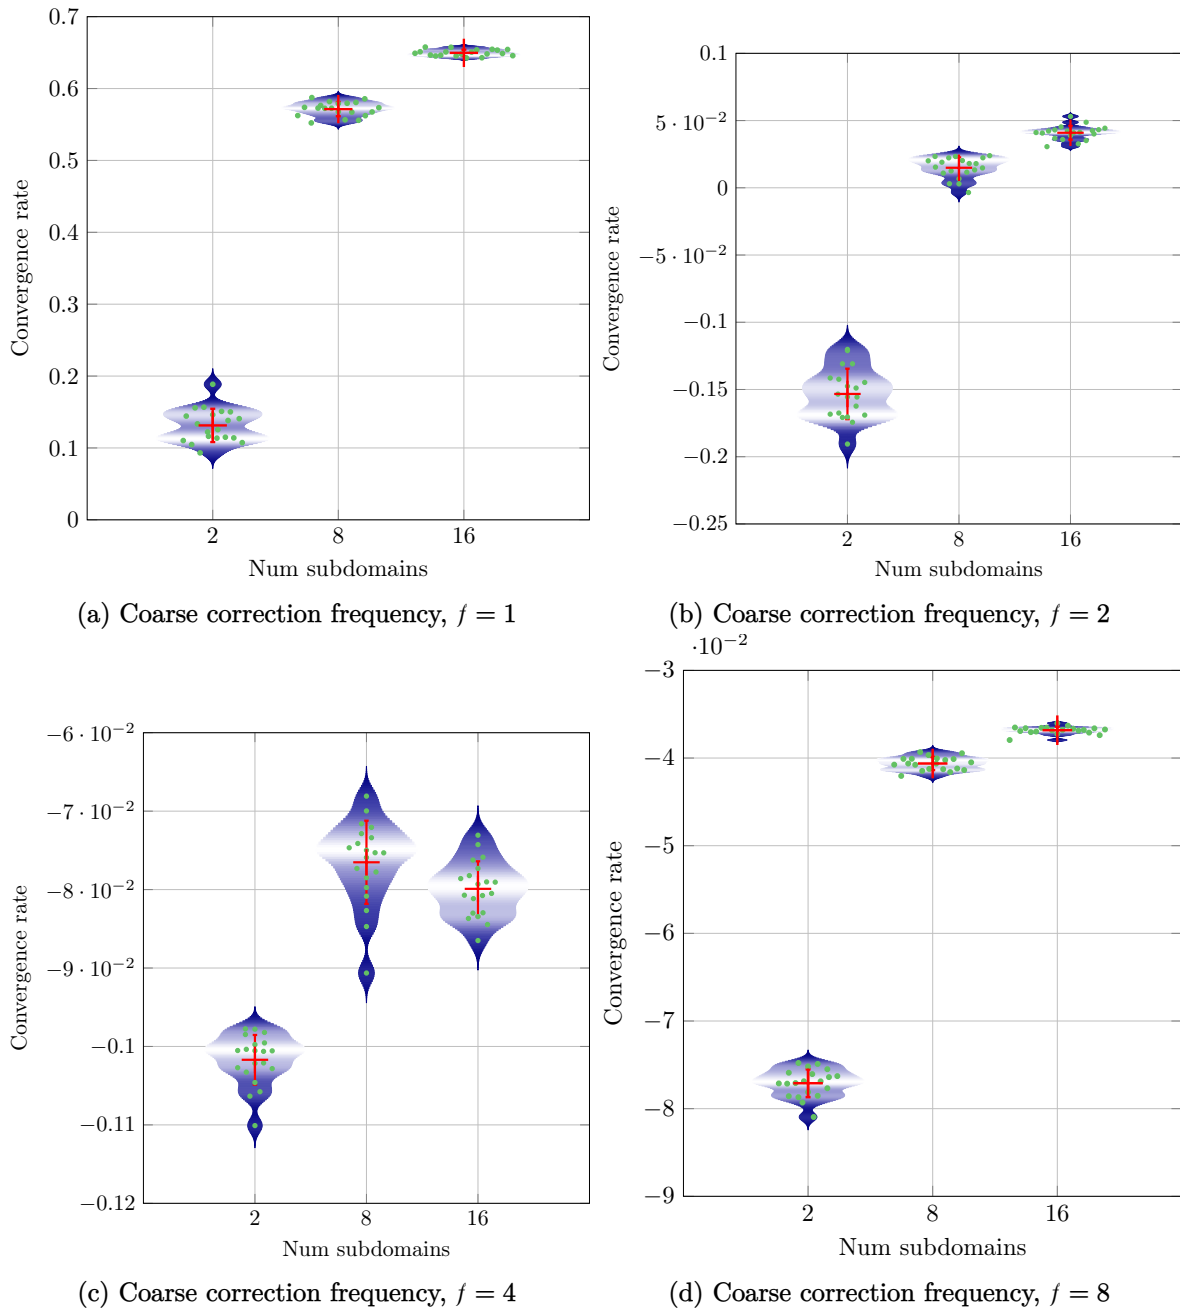 0.7
0.6
0.5
0.4
0.3
0.2
0.1
0
Convergence rate
2 8 16
Num subdomains
(a) Coarse correction frequency, f = 1
0.1
5 · 10⁻²
0
−5 · 10⁻²
−0.1
−0.15
−0.2
−0.25
Convergence rate
2 8 16
Num subdomains
(b) Coarse correction frequency, f = 2
−6 · 10⁻²
−7 · 10⁻²
−8 · 10⁻²
−9 · 10⁻²
−0.1
−0.11
−0.12
Convergence rate
2 8 16
Num subdomains
(c) Coarse correction frequency, f = 4
·10⁻²
−3
−4
−5
−6
−7
−8
−9
Convergence rate
2 8 16
Num subdomains
(d) Coarse correction frequency, f = 8